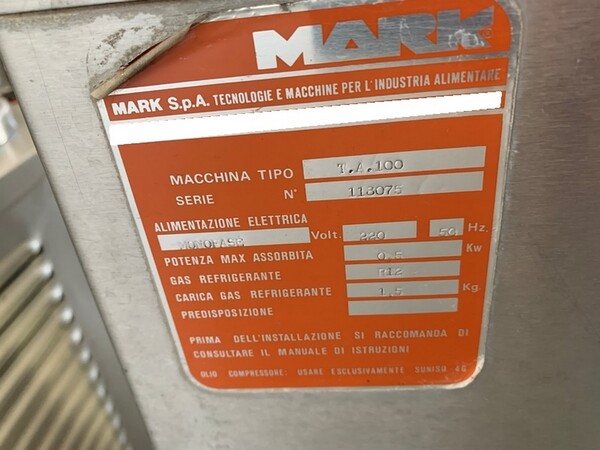 MARK
MARK S.p.A. TECNOLOGIE E MACCHINE PER L'INDUSTRIA ALIMENTARE
MACCHINA TIPO T.A.100
SERIE N° 118075
ALIMENTAZIONE ELETTRICA
MONOFASE Volt. 220 50 Hz.
POTENZA MAX ASSORBITA 0.5 Kw
GAS REFRIGERANTE R12
CARICA GAS REFRIGERANTE 1.5 Kg.
PREDISPOSIZIONE
PRIMA DELL'INSTALLAZIONE SI RACCOMANDA DI
CONSULTARE IL MANUALE DI ISTRUZIONI
OLIO COMPRESSORE: USARE ESCLUSIVAMENTE SUNISO 4G